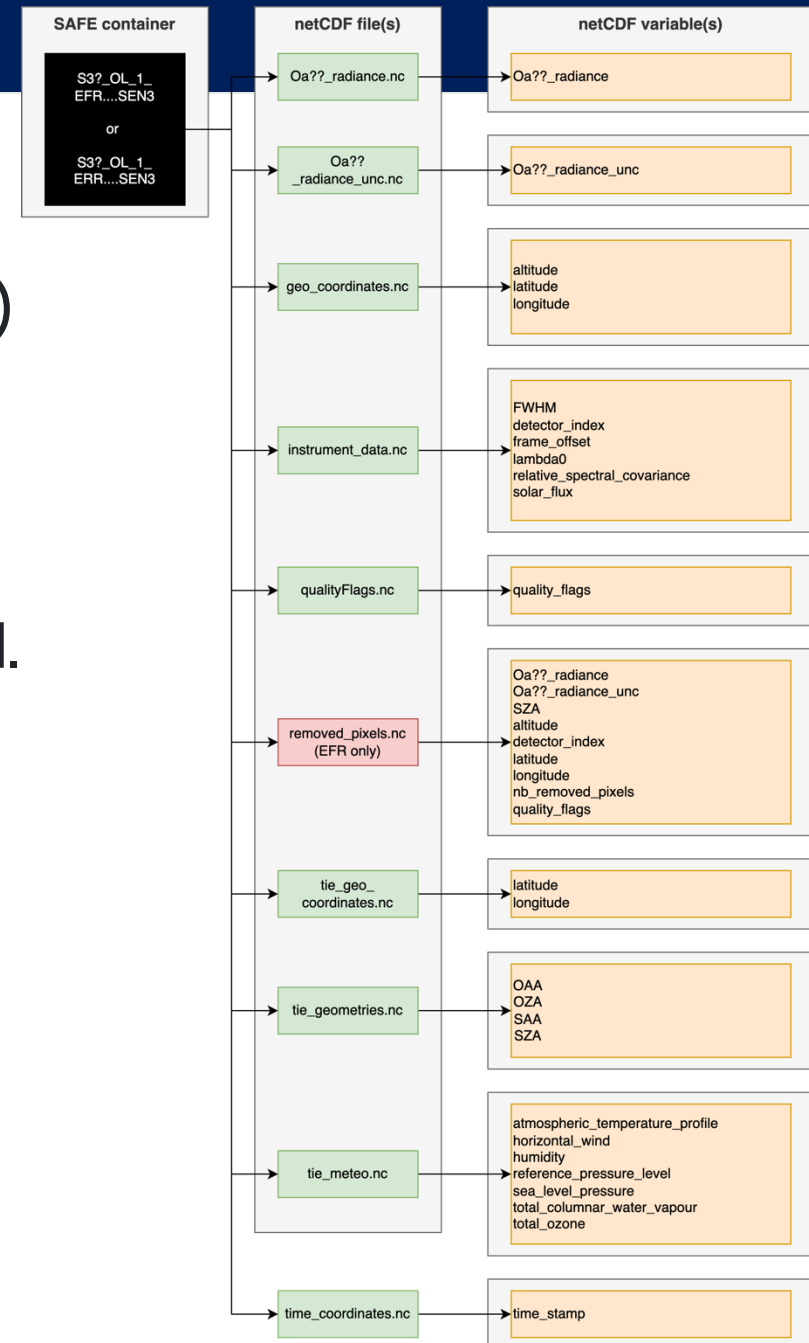 SAFE container
netCDF file(s)
netCDF variable(s)
S3?_OL_1_
EFR....SEN3
or
S3?_OL_1_
ERR....SEN3
Oa??_radiance.nc
Oa??_radiance
Oa??
_radiance_unc.nc
Oa??_radiance_unc
)
geo_coordinates.nc
altitude
latitude
longitude
instrument_data.nc
FWHM
detector_index
frame_offset
lambda0
relative_spectral_covariance
solar_flux
qualityFlags.nc
quality_flags
removed_pixels.nc
(EFR only)
Oa??_radiance
Oa??_radiance_unc
SZA
altitude
detector_index
latitude
longitude
nb_removed_pixels
quality_flags
tie_geo_
coordinates.nc
latitude
longitude
tie_geometries.nc
OAA
OZA
SAA
SZA
tie_meteo.nc
atmospheric_temperature_profile
horizontal_wind
humidity
reference_pressure_level
sea_level_pressure
total_columnar_water_vapour
total_ozone
time_coordinates.nc
time_stamp